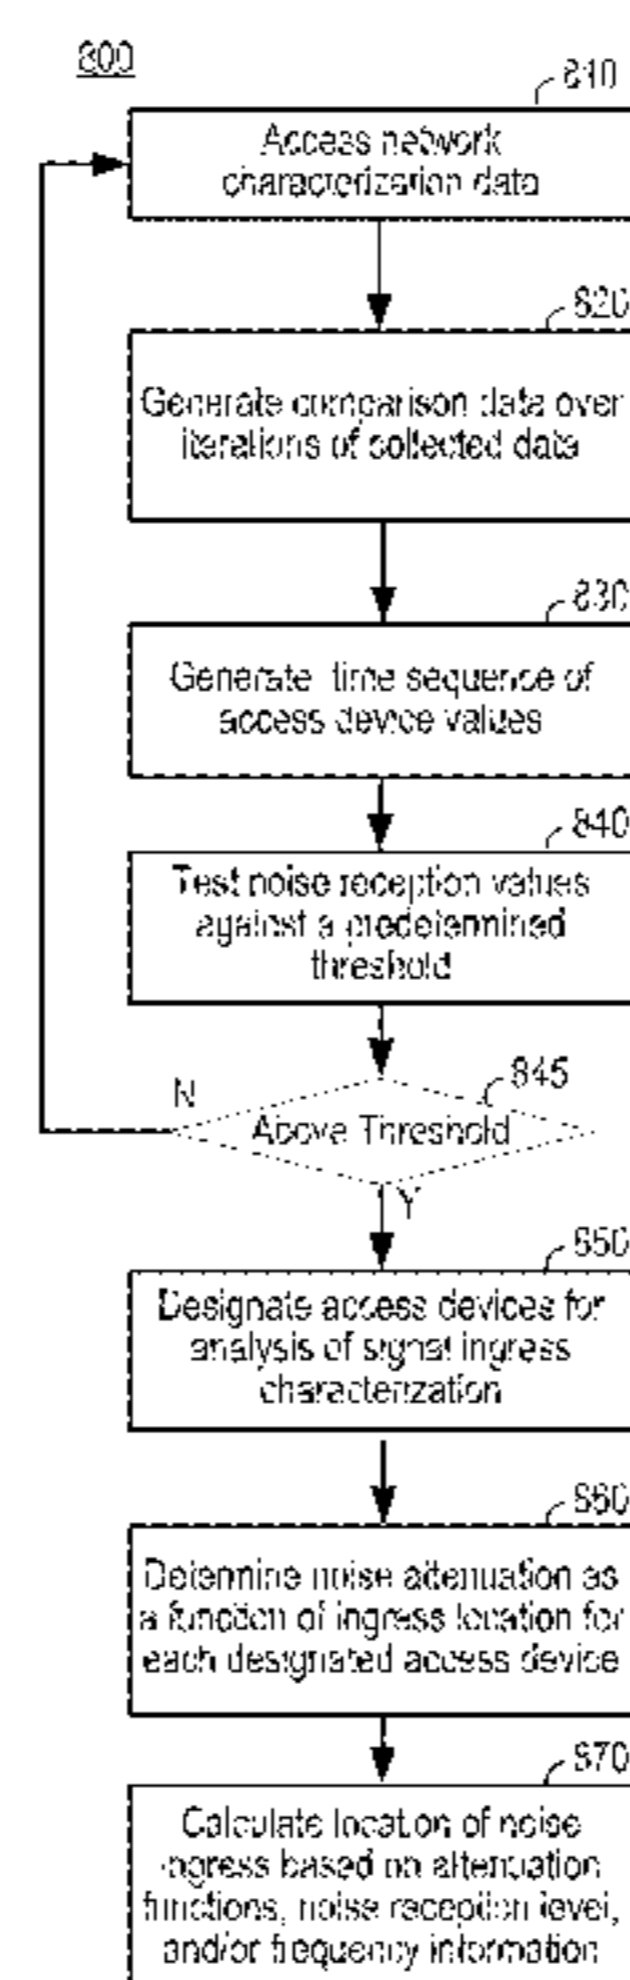 800
810
Access network
characterization data
820
Generate comparison data over
iterations of collected data
830
Generate time sequence of
access device values
840
Test noise reception values
against a predetermined
threshold
845
N
Above Threshold
Y
850
Designate access devices for
analysis of signal ingress
characterization
860
Determine noise attenuation as
a function of ingress location for
each designated access device
870
Calculate location of noise
ingress based on attenuation
functions, noise reception level,
and/or frequency information